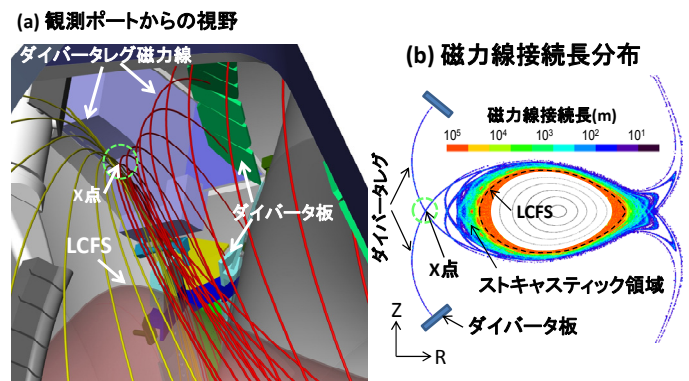 (a) 観測ポートからの視野
ダイバータレグ磁力線
X点
ダイバータ板
LCFS
(b) 磁力線接続長分布
磁力線接続長(m)
10⁵ 10⁴ 10³ 10² 10¹
ダイバータレグ
LCFS
X点
ストキャスティック領域
ダイバータ板
Z
R